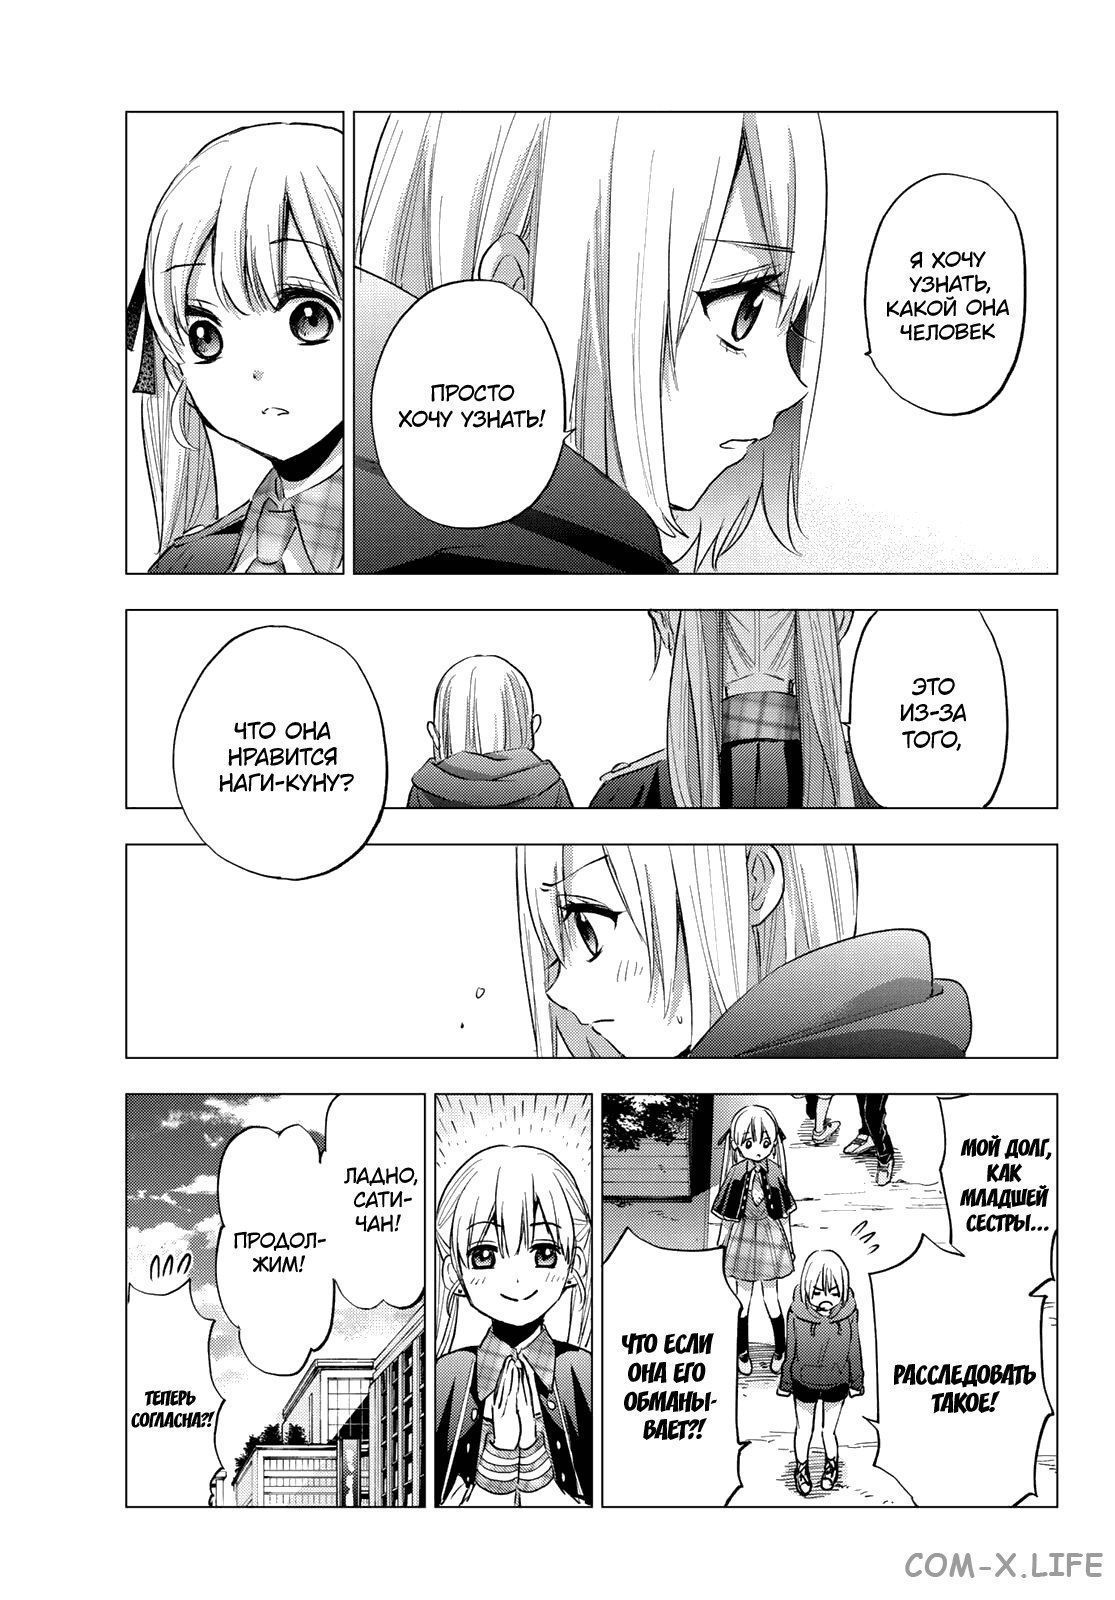 Я ХОЧУ
УЗНАТЬ,
КАКОЙ ОНА
ЧЕЛОВЕК
ПРОСТО
ХОЧУ УЗНАТЬ!
ЭТО
ИЗ-ЗА
ТОГО,
ЧТО ОНА
НРАВИТСЯ
НАГИ-КУНУ?
МОЙ ДОЛГ,
КАК
МЛАДШЕЙ
СЕСТРЫ...
РАССЛЕДОВАТЬ
ТАКОЕ!
ЧТО ЕСЛИ
ОНА ЕГО
ОБМАНЫ-
ВАЕТ?!
ЛАДНО,
САТИ-
ЧАН!
ПРОДОЛ-
ЖИМ!
ТЕПЕРЬ
СОГЛАСНА?!
COM-X.LIFE